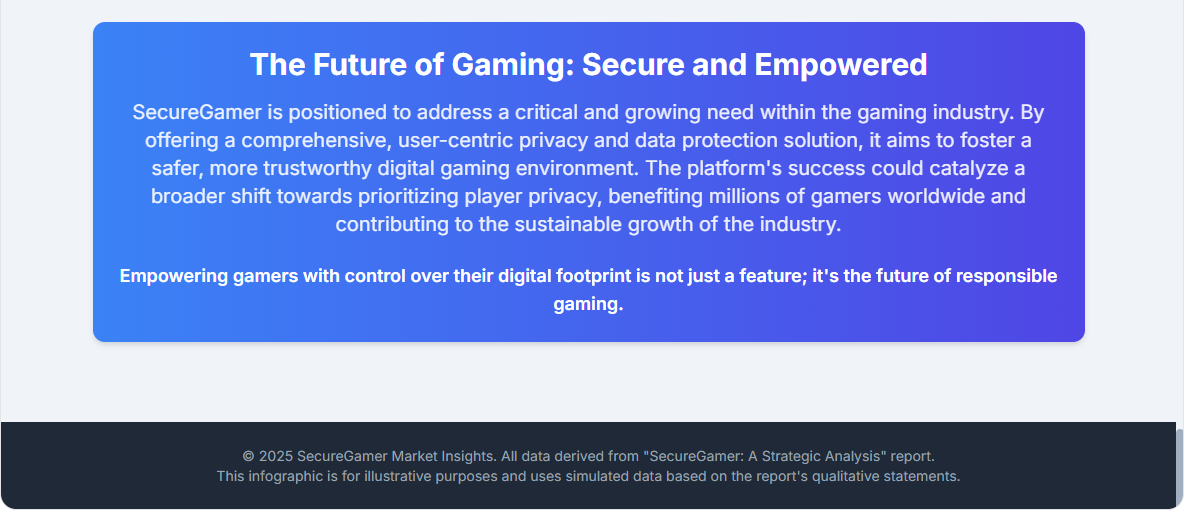 The Future of Gaming: Secure and Empowered
SecureGamer is positioned to address a critical and growing need within the gaming industry. By
offering a comprehensive, user-centric privacy and data protection solution, it aims to foster a
safer, more trustworthy digital gaming environment. The platform's success could catalyze a
broader shift towards prioritizing player privacy, benefiting millions of gamers worldwide and
contributing to the sustainable growth of the industry.
Empowering gamers with control over their digital footprint is not just a feature; it's the future of responsible
gaming.
© 2025 SecureGamer Market Insights. All data derived from "SecureGamer: A Strategic Analysis" report.
This infographic is for illustrative purposes and uses simulated data based on the report's qualitative statements.